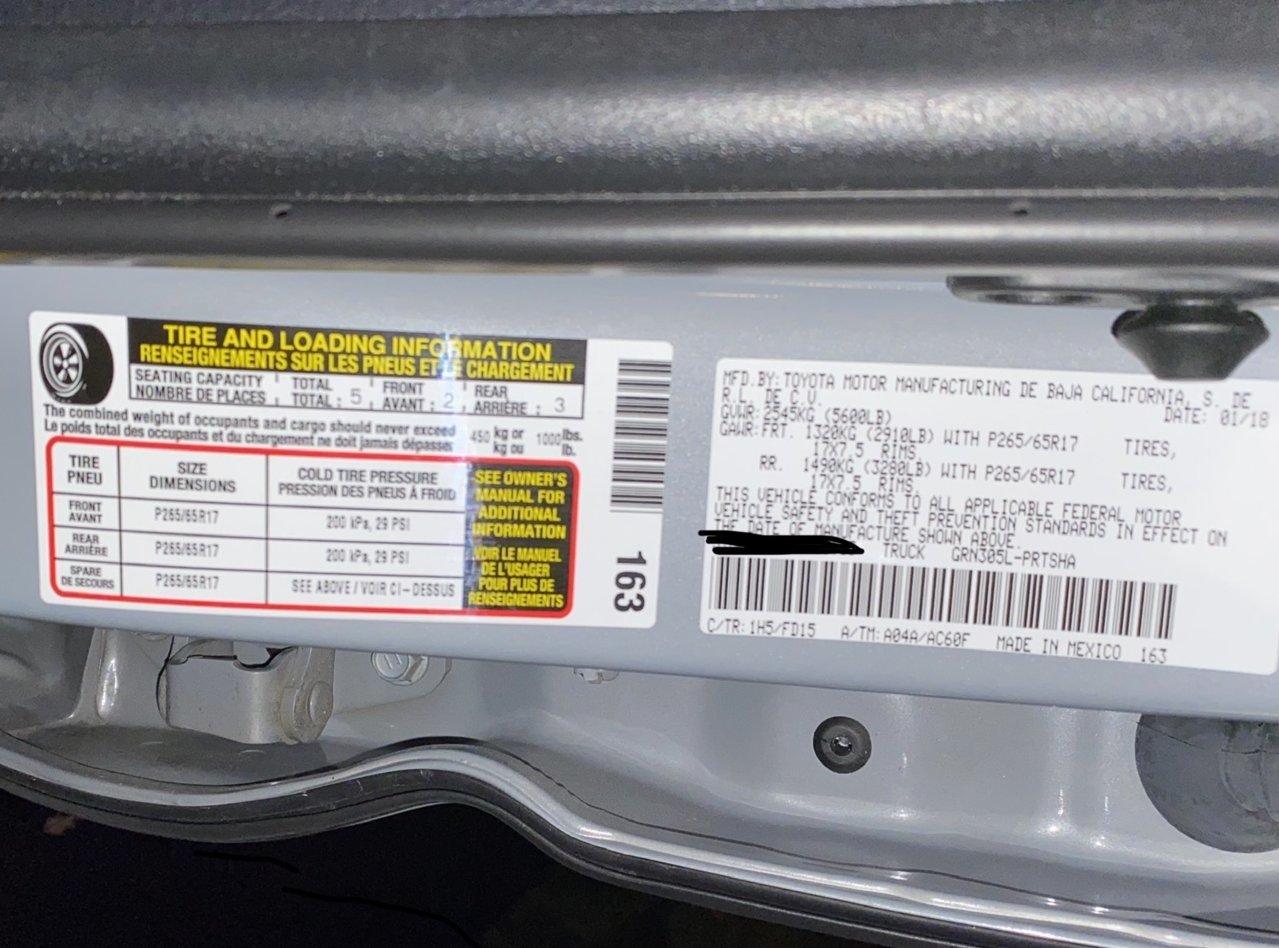 TIRE AND LOADING INFORMATION
RENSEIGNEMENTS SUR LES PNEUS ET LE CHARGEMENT
SEATING CAPACITY TOTAL FRONT REAR
NOMBRE DE PLACES TOTAL : 5 AVANT : 2 ARRIÈRE : 3
The combined weight of occupants and cargo should never exceed 450 kg or 1000 lbs.
Le poids total des occupants et du chargement ne doit jamais dépasser kg ou lb.
TIRE SIZE COLD TIRE PRESSURE
PNEU DIMENSIONS PRESSION DES PNEUS À FROID
FRONT
AVANT P265/65R17 200 kPa, 29 PSI
REAR
ARRIÈRE P265/65R17 200 kPa, 29 PSI
SPARE
DE SECOURS P265/65R17 SEE ABOVE / VOIR CI-DESSUS
SEE OWNER'S
MANUAL FOR
ADDITIONAL
INFORMATION
VOIR LE MANUEL
DE L'USAGER
POUR PLUS DE
RENSEIGNEMENTS
163
MFD.BY:TOYOTA MOTOR MANUFACTURING DE BAJA CALIFORNIA, S. DE
R.L. DE C.V. DATE: 01/18
GVWR:2545KG (5600LB)
GAWR:FRT. 1320KG (2910LB) WITH P265/65R17 TIRES,
17X7.5 RIMS
RR. 1490KG (3280LB) WITH P265/65R17 TIRES,
17X7.5 RIMS
THIS VEHICLE CONFORMS TO ALL APPLICABLE FEDERAL MOTOR
VEHICLE SAFETY AND THEFT PREVENTION STANDARDS IN EFFECT ON
THE DATE OF MANUFACTURE SHOWN ABOVE.
TRUCK GRN305L-PRTSHA
C/TR:1H5/FD15 A/TM:A04A/AC60F MADE IN MEXICO 163